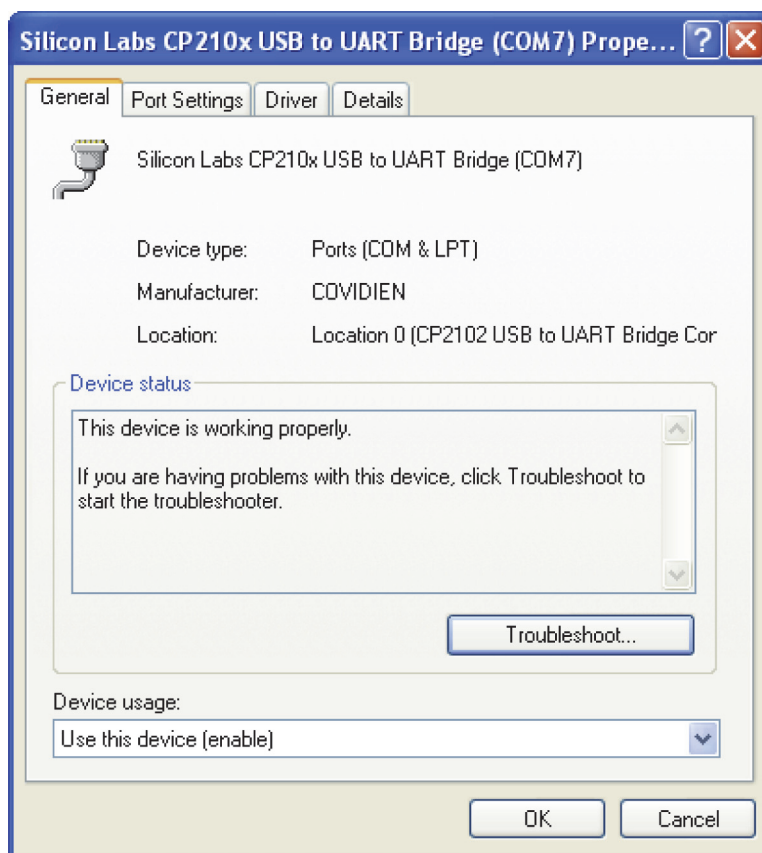 Silicon Labs CP210x USB to UART Bridge (COM7) Prope...
General Port Settings Driver Details
Silicon Labs CP210x USB to UART Bridge (COM7)
Device type: Ports (COM & LPT)
Manufacturer: COVIDIEN
Location: Location 0 (CP2102 USB to UART Bridge Cor
Device status
This device is working properly.
If you are having problems with this device, click Troubleshoot to
start the troubleshooter.
Troubleshoot...
Device usage:
Use this device (enable)
OK Cancel